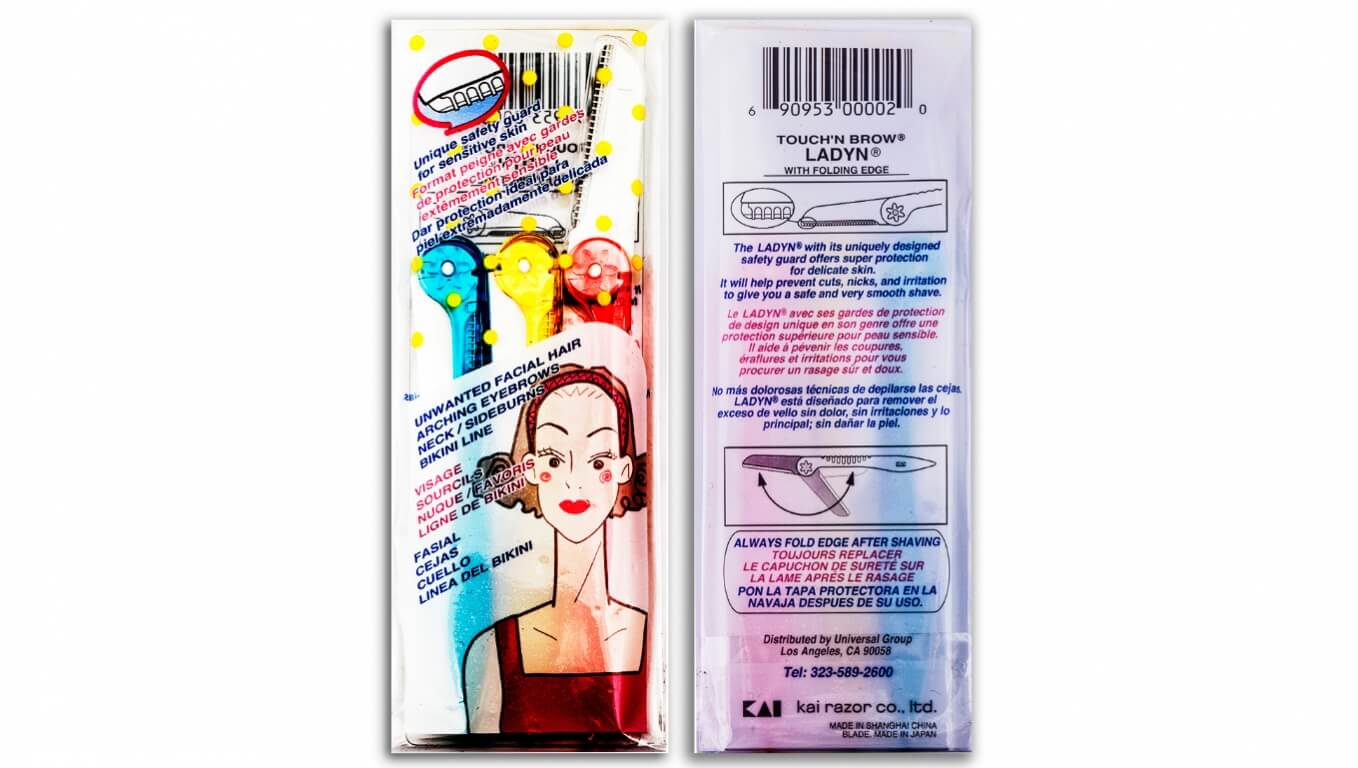 Unique safety guard
for sensitive skin
Format peigne avec gardes
de protection pour peau
extêmement sensible
Dar protection ideal para
piel extremadamente delicada
UNWANTED FACIAL HAIR
ARCHING EYEBROWS
NECK / SIDEBURNS
BIKINI LINE
VISAGE
SOURCILS
NUQUE / FAVORIS
LIGNE DE BIKINI
FASIAL
CEJAS
CUELLO
LINEA DEL BIKINI
6 90953 00002 0
TOUCH'N BROW®
LADYN®
WITH FOLDING EDGE
The LADYN® with its uniquely designed
safety guard offers super protection
for delicate skin.
It will help prevent cuts, nicks, and irritation
to give you a safe and very smooth shave.
Le LADYN® avec ses gardes de protection
de design unique en son genre offre une
protection supérieure pour peau sensible.
Il aide à pévenir les coupures,
éraflures et irritations pour vous
procurer un rasage sûr et doux.
No más dolorosas técnicas de depilarse las cejas.
LADYN® está diseñado para remover el
exceso de vello sin dolor, sin irritaciones y lo
principal; sin dañar la piel.
ALWAYS FOLD EDGE AFTER SHAVING
TOUJOURS REPLACER
LE CAPUCHON DE SURETÉ SUR
LA LAME APRÉS LE RASAGE
PON LA TAPA PROTECTORA EN LA
NAVAJA DESPUES DE SU USO.
Distributed by Universal Group
Los Angeles, CA 90058
Tel: 323-589-2600
KAI kai razor co., ltd.
MADE IN SHANGHAI CHINA
BLADE. MADE IN JAPAN